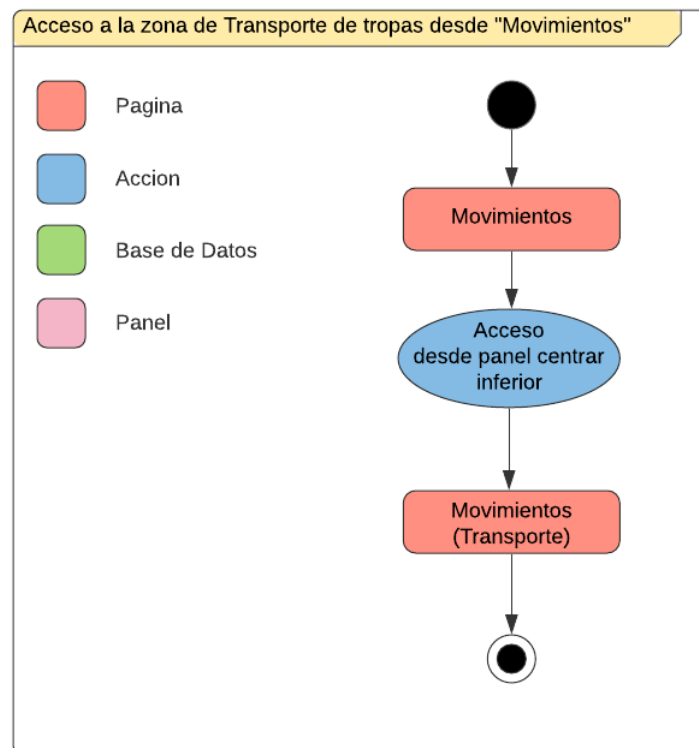 Acceso a la zona de Transporte de tropas desde "Movimientos"
Pagina
Accion
Base de Datos
Panel
Movimientos
Acceso
desde panel centrar
inferior
Movimientos
(Transporte)